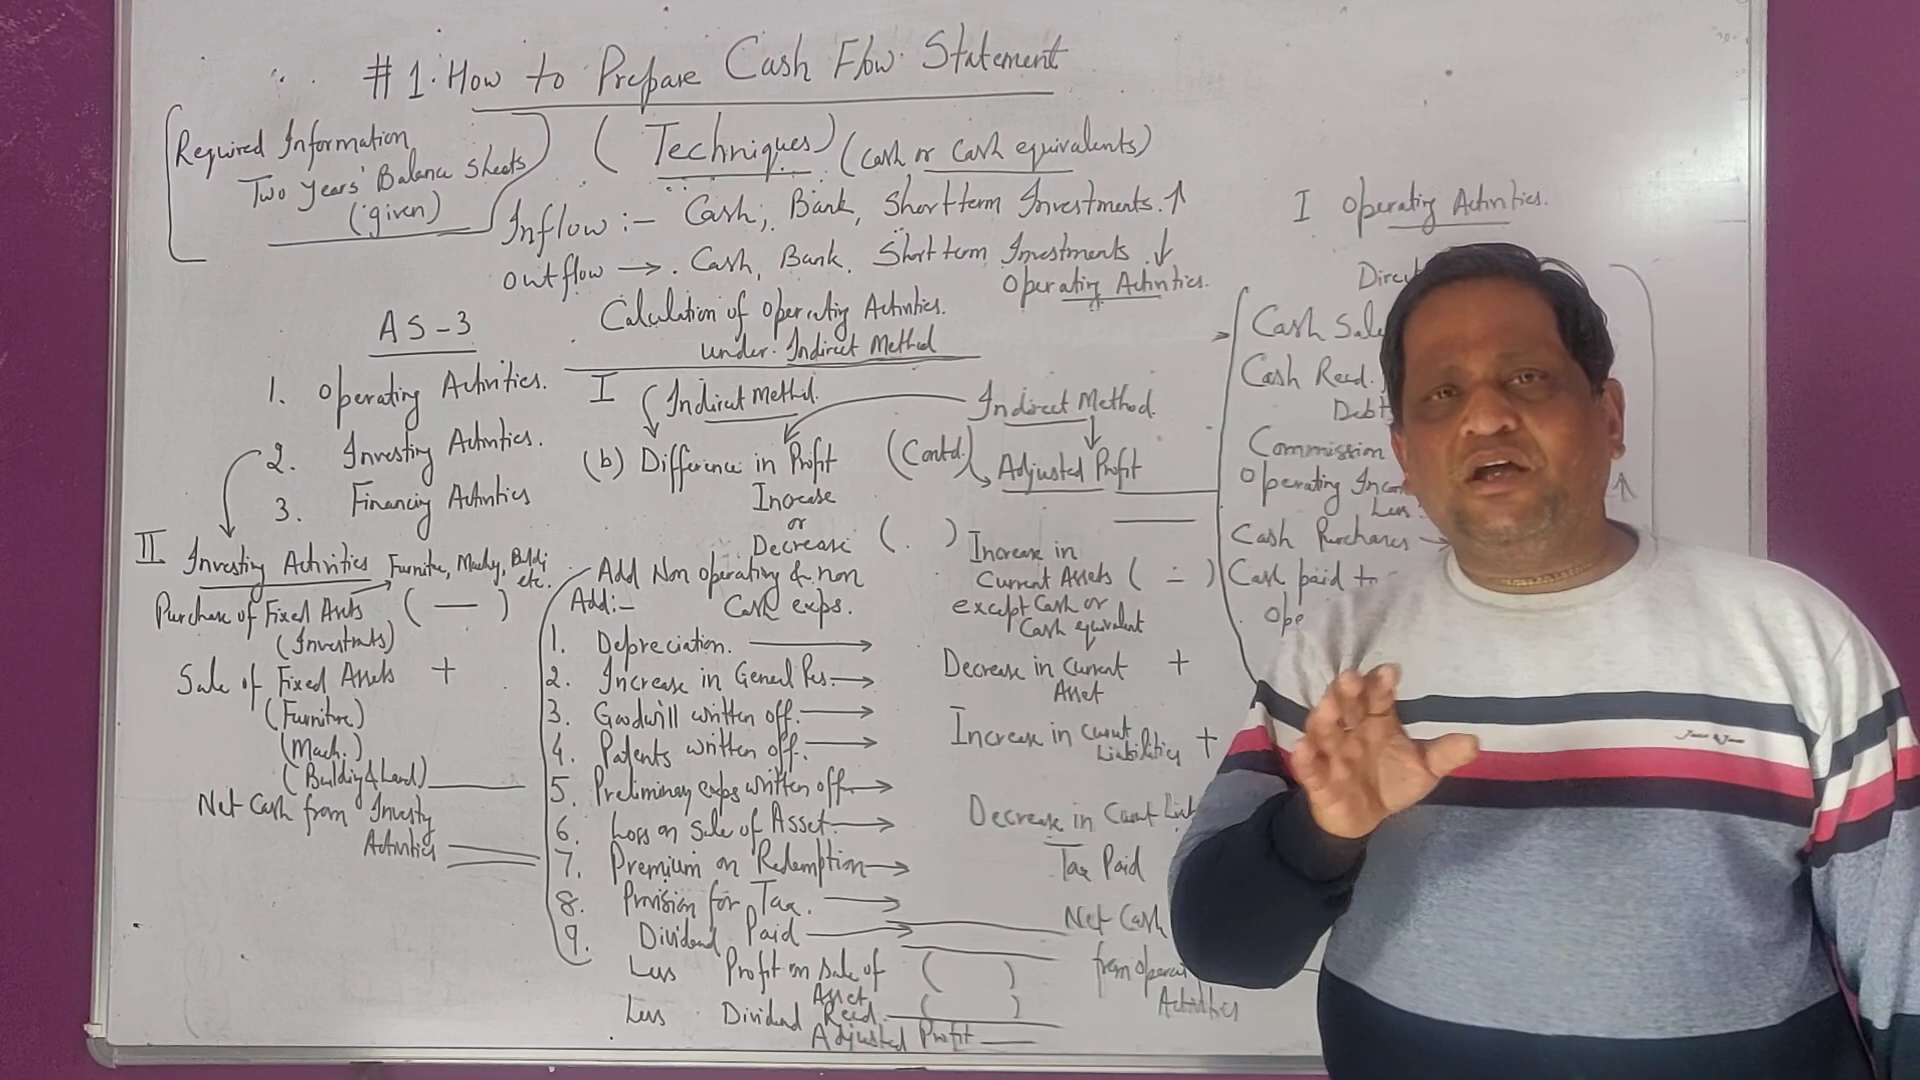 #1. How to Prepare Cash Flow Statement
Required Information
Two Years' Balance Sheets
(given)
(Techniques) (Cash or Cash equivalents)
Inflow :- Cash, Bank, Short term Investments. ↑
Outflow → Cash, Bank, Short term Investments ↓
Operating Activities.
AS-3
1. Operating Activities.
2. Investing Activities.
3. Financing Activities
Calculation of Operating Activities.
under Indirect Method
I Indirect Method.
(b) Difference in Profit
Increase
or
Decrease ( . )
Add Non operating & non
Add:- Cash exps.
1. Depreciation. →
2. Increase in General Res. →
3. Goodwill written off. →
4. Patents written off. →
5. Preliminary exps written off →
6. Loss on Sale of Asset. →
7. Premium on Redemption →
8. Provision for Tax. →
9. Dividend Paid →
Less Profit on Sale of ( )
Asset
Less Dividend Recd. ( )
Adjusted Profit
II Investing Activities Furniture,
etc.
Purchase of Fixed Assets ( — )
Sale of Fixed Assets +
(Furniture)
(Mach.)
(Building & Land)
Net Cash from Investing
Activities
Indirect Method.
(Contd.) Adjusted Profit
Increase in
Current Assets ( - )
except Cash or
Cash equivalent
Decrease in Current +
Asset
Increase in current +
Liabilities
Decrease in
Tax Paid
Net Cash
from
Activities
I Operating Activities.
Cash
Cash Recd.
Commission
Operating
Less
Cash Purchases →
Cash paid to